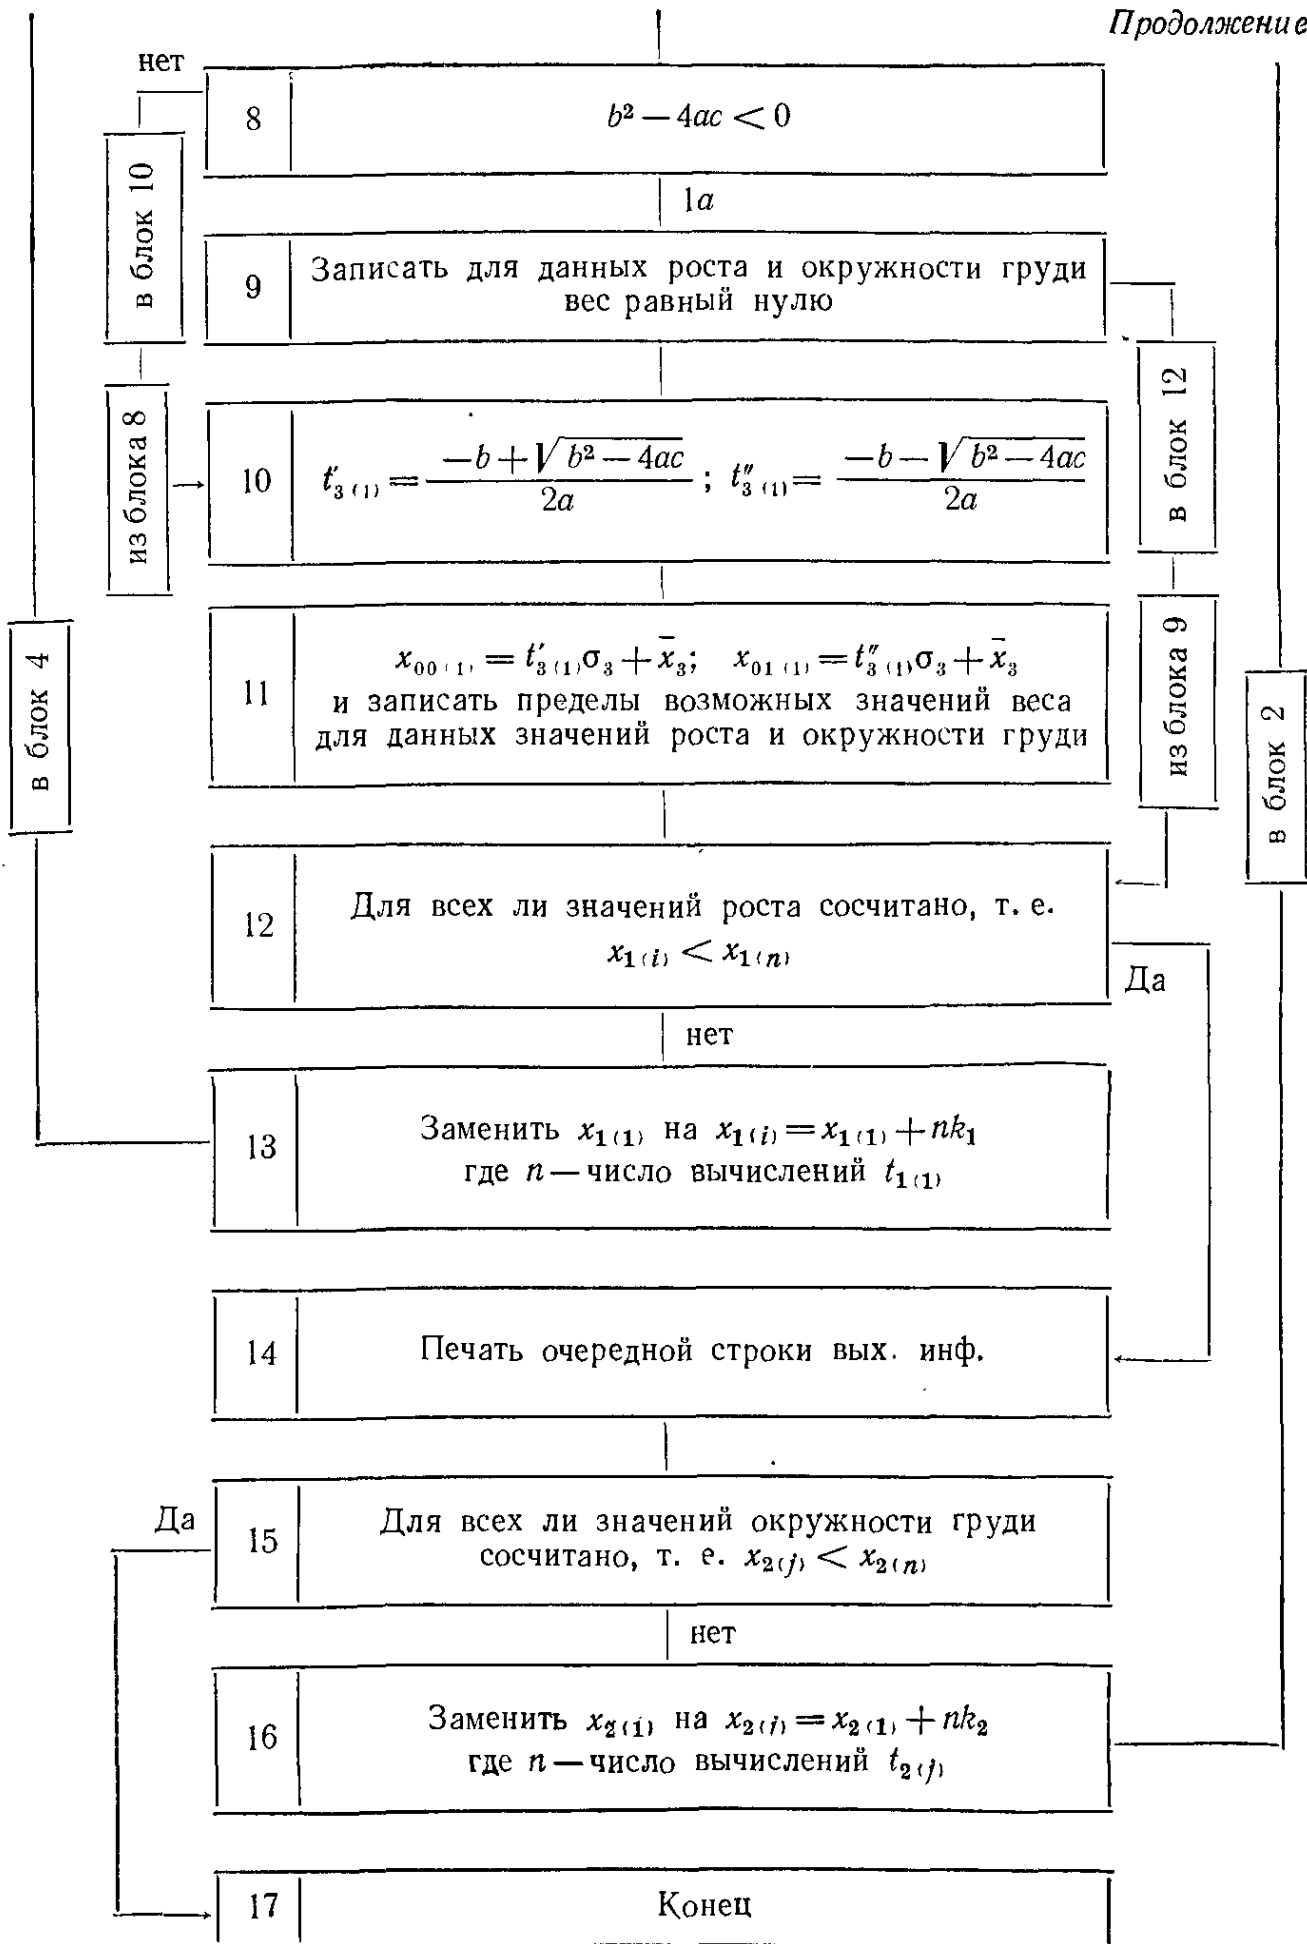 Продолжение
нет
8
b² — 4ac < 0
1a
в блок 10
9
Записать для данных роста и окружности груди
вес равный нулю
в блок 12
из блока 8
10
t′₃₍₁₎ = (—b + √(b² — 4ac)) / 2a ; t″₃₍₁₎ = (—b — √(b² — 4ac)) / 2a
в блок 4
11
x₀₀₍₁₎ = t′₃₍₁₎σ₃ + x̄₃; x₀₁₍₁₎ = t″₃₍₁₎σ₃ + x̄₃
и записать пределы возможных значений веса
для данных значений роста и окружности груди
из блока 9
в блок 2
12
Для всех ли значений роста сосчитано, т. е.
x₁₍ᵢ₎ < x₁₍ₙ₎
Да
нет
13
Заменить x₁₍₁₎ на x₁₍ᵢ₎ = x₁₍₁₎ + nk₁
где n — число вычислений t₁₍₁₎
14
Печать очередной строки вых. инф.
Да
15
Для всех ли значений окружности груди
сосчитано, т. е. x₂₍ⱼ₎ < x₂₍ₙ₎
нет
16
Заменить x₂₍₁₎ на x₂₍ⱼ₎ = x₂₍₁₎ + nk₂
где n — число вычислений t₂₍ⱼ₎
17
Конец